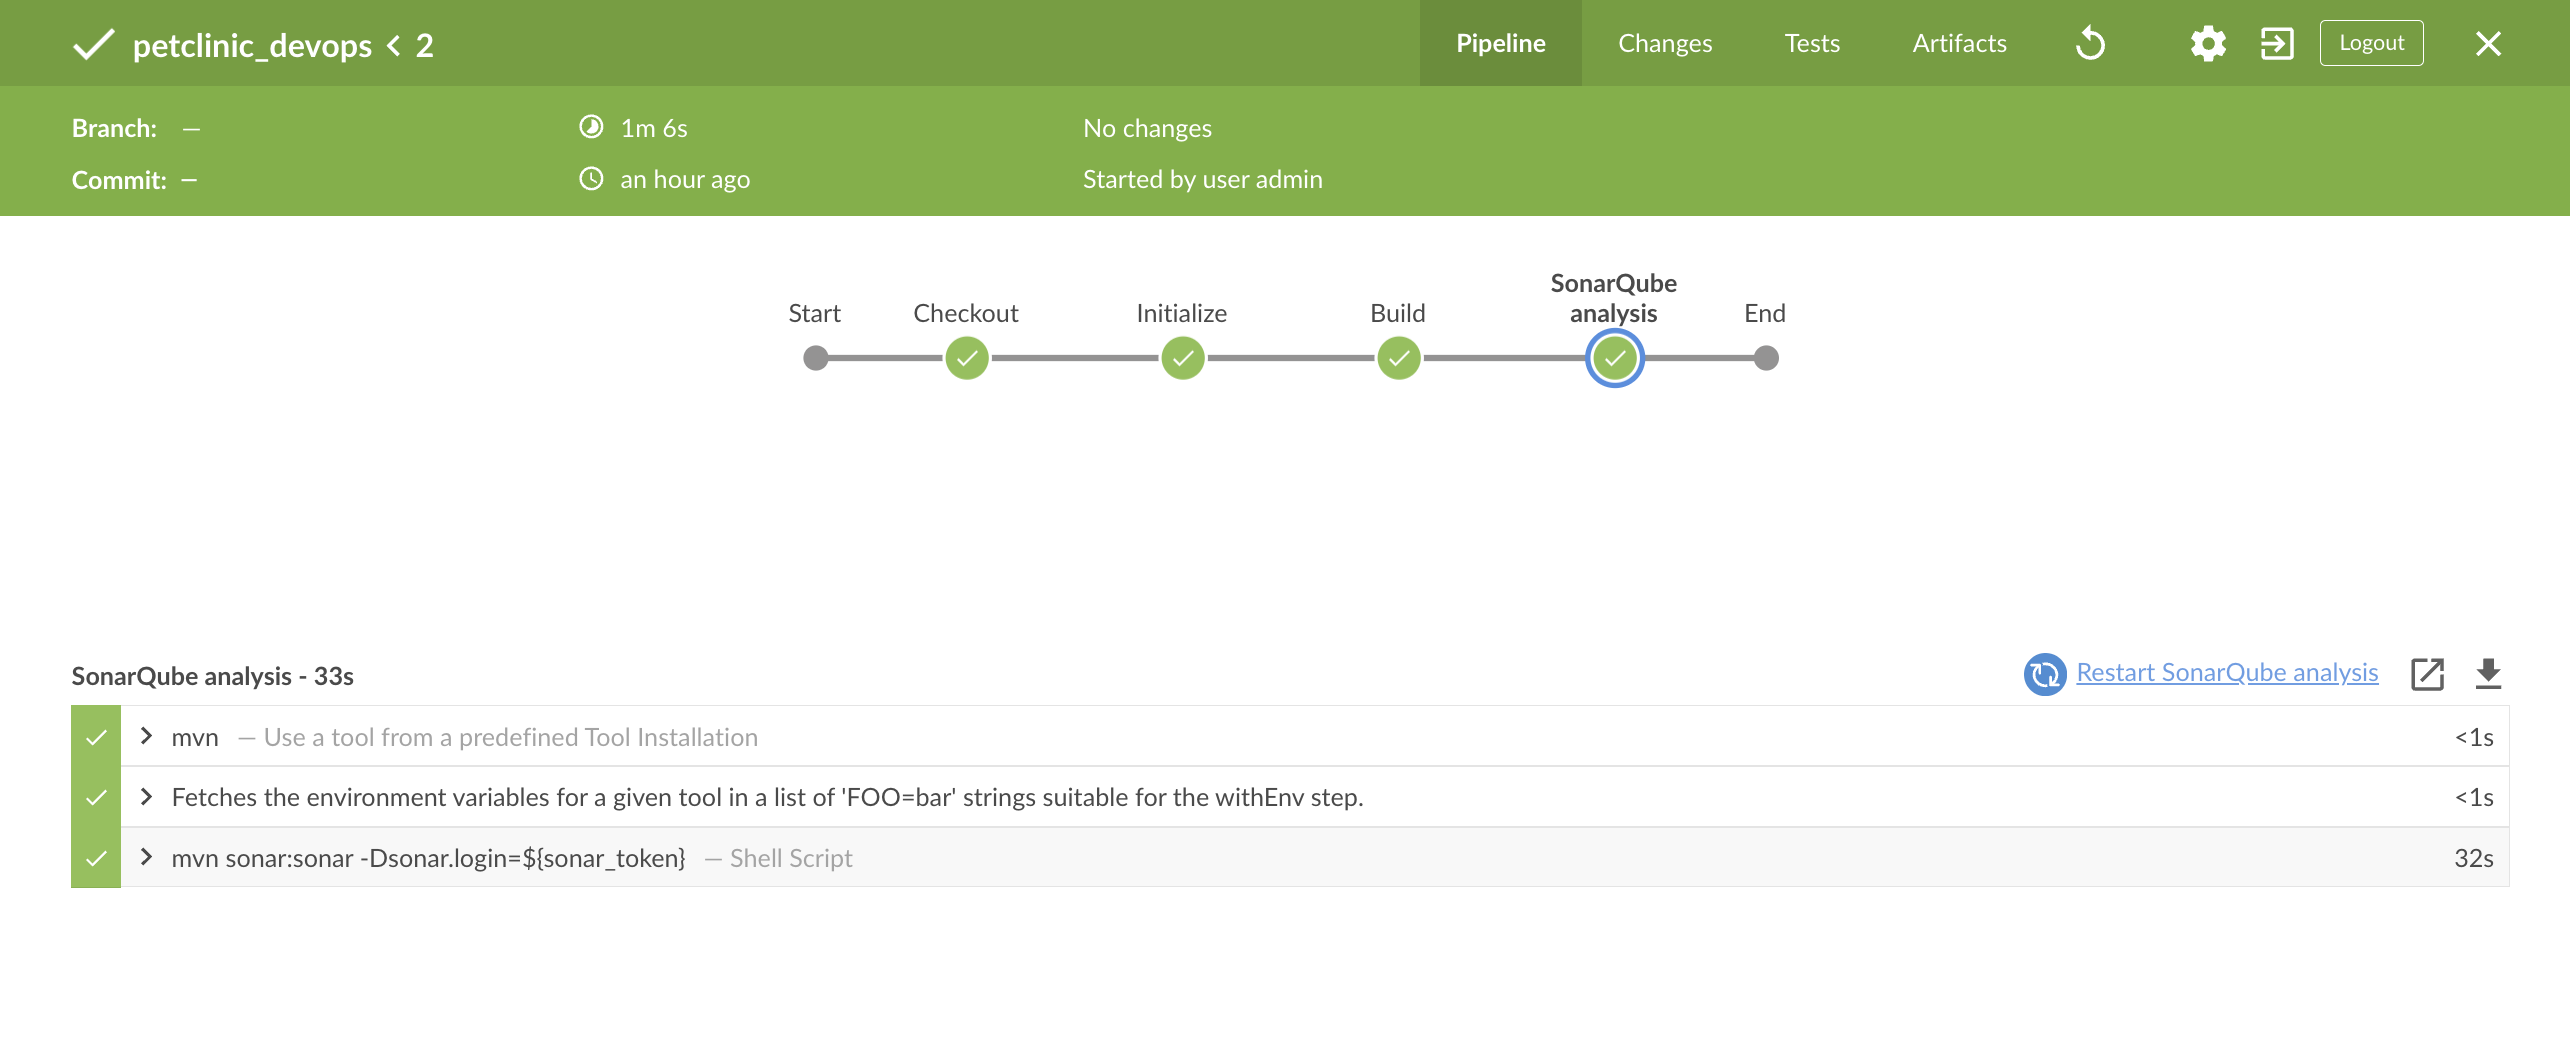 petclinic_devops < 2
Pipeline Changes Tests Artifacts Logout
Branch: — 1m 6s No changes
Commit: — an hour ago Started by user admin
SonarQube
Start Checkout Initialize Build analysis End
SonarQube analysis - 33s Restart SonarQube analysis
mvn — Use a tool from a predefined Tool Installation <1s
Fetches the environment variables for a given tool in a list of 'FOO=bar' strings suitable for the withEnv step. <1s
mvn sonar:sonar -Dsonar.login=${sonar_token} — Shell Script 32s